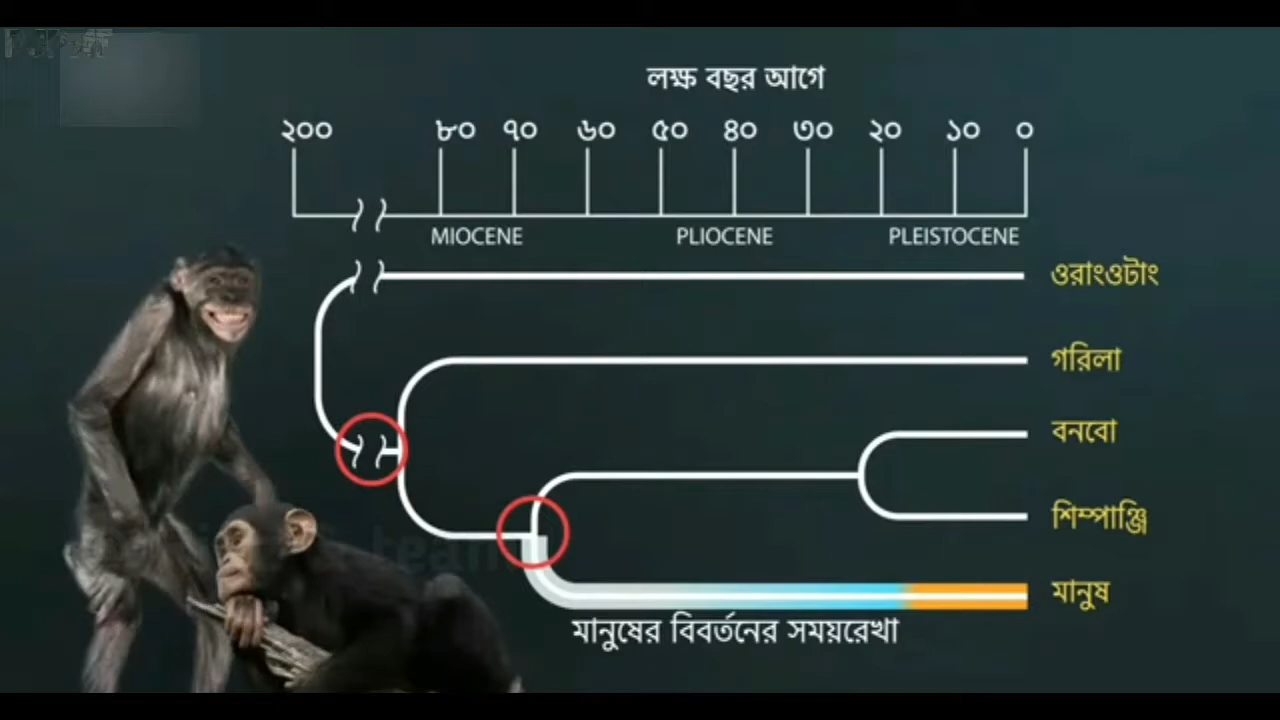 লক্ষ বছর আগে
২০০ ৮০ ৭০ ৬০ ৫০ ৪০ ৩০ ২০ ১০ ০
MIOCENE PLIOCENE PLEISTOCENE
ওরাংওটাং
গরিলা
বনবো
শিম্পাঞ্জি
মানুষ
মানুষের বিবর্তনের সময়রেখা